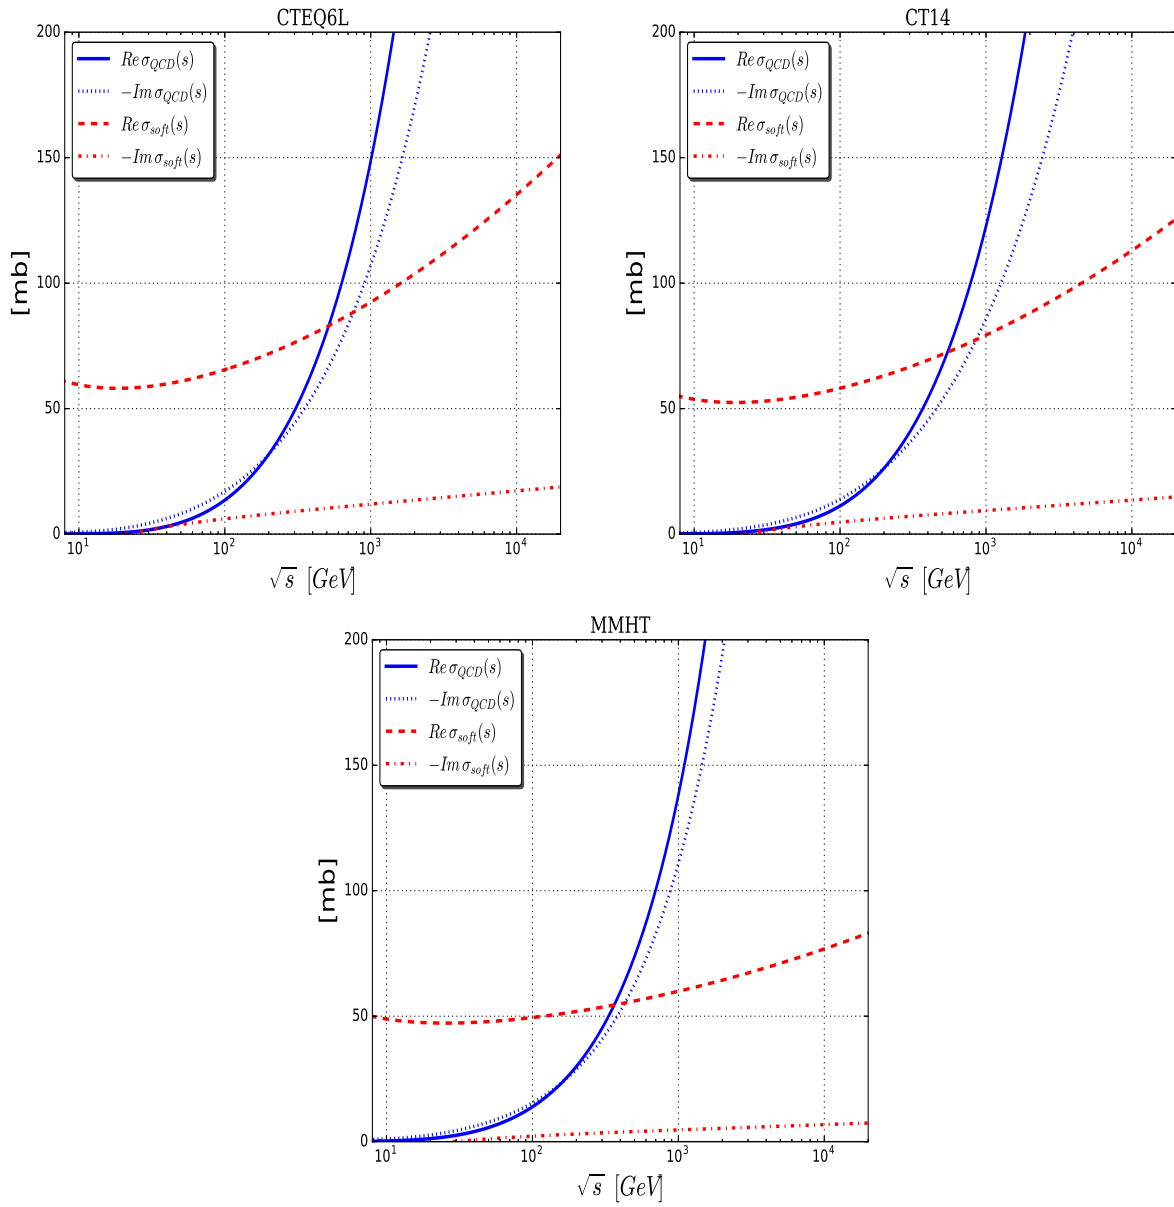 CTEQ6L
200
150
100
50
0
[mb]
Re σ_QCD(s)
−Im σ_QCD(s)
Re σ_soft(s)
−Im σ_soft(s)
10^1 10^2 10^3 10^4
√s [GeV]
CT14
200
150
100
50
0
[mb]
Re σ_QCD(s)
−Im σ_QCD(s)
Re σ_soft(s)
−Im σ_soft(s)
10^1 10^2 10^3 10^4
√s [GeV]
MMHT
200
150
100
50
0
[mb]
Re σ_QCD(s)
−Im σ_QCD(s)
Re σ_soft(s)
−Im σ_soft(s)
10^1 10^2 10^3 10^4
√s [GeV]